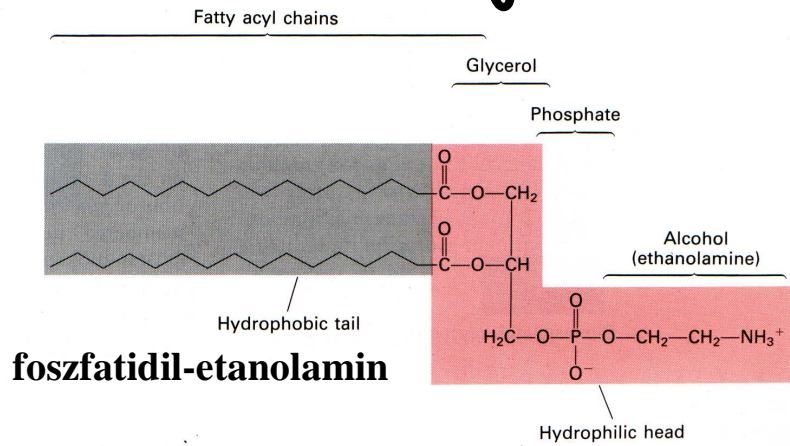 Fatty acyl chains
Glycerol
Phosphate
O
C—O—CH₂
O
C—O—CH
Alcohol
(ethanolamine)
Hydrophobic tail
O
H₂C—O—P—O—CH₂—CH₂—NH₃⁺
O⁻
foszfatidil-etanolamin
Hydrophilic head